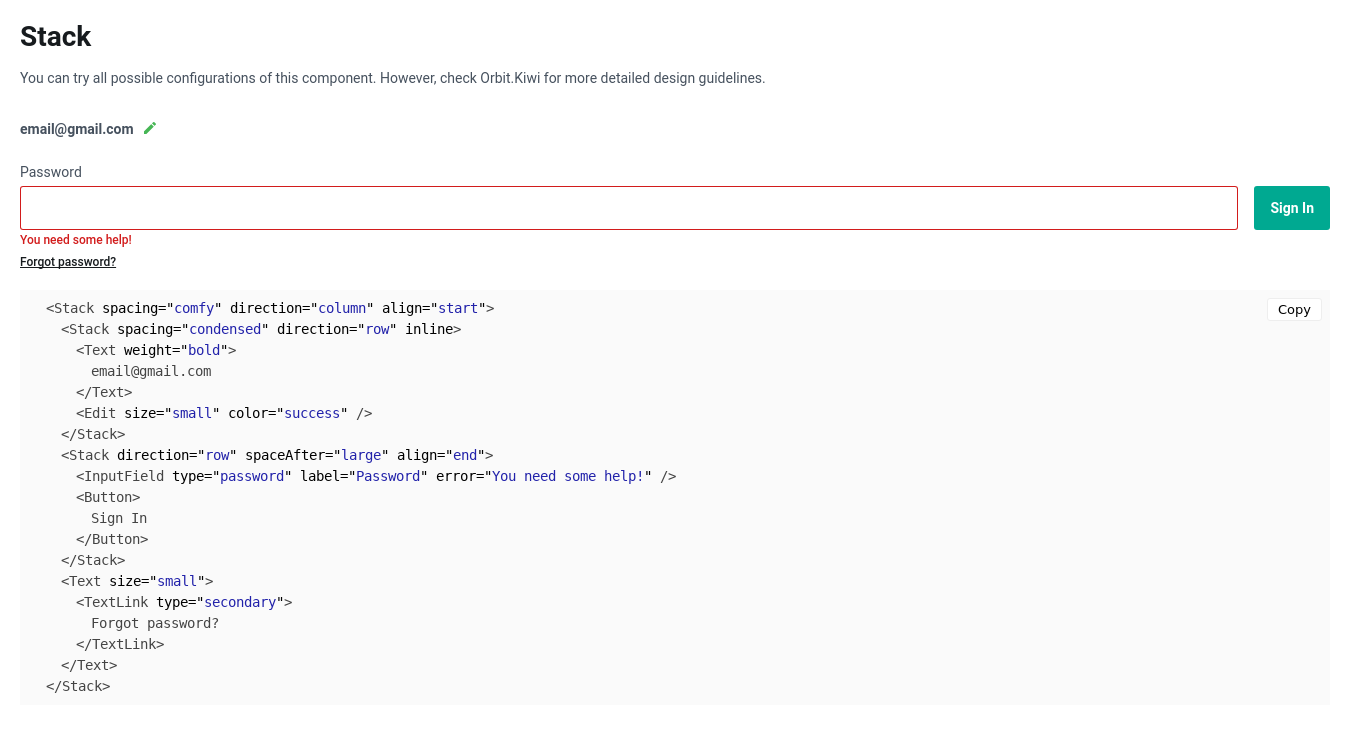 Stack
You can try all possible configurations of this component. However, check Orbit.Kiwi for more detailed design guidelines.
email@gmail.com
Password
Sign In
You need some help!
Forgot password?
Copy
<Stack spacing="comfy" direction="column" align="start">
<Stack spacing="condensed" direction="row" inline>
<Text weight="bold">
email@gmail.com
</Text>
<Edit size="small" color="success" />
</Stack>
<Stack direction="row" spaceAfter="large" align="end">
<InputField type="password" label="Password" error="You need some help!" />
<Button>
Sign In
</Button>
</Stack>
<Text size="small">
<TextLink type="secondary">
Forgot password?
</TextLink>
</Text>
</Stack>